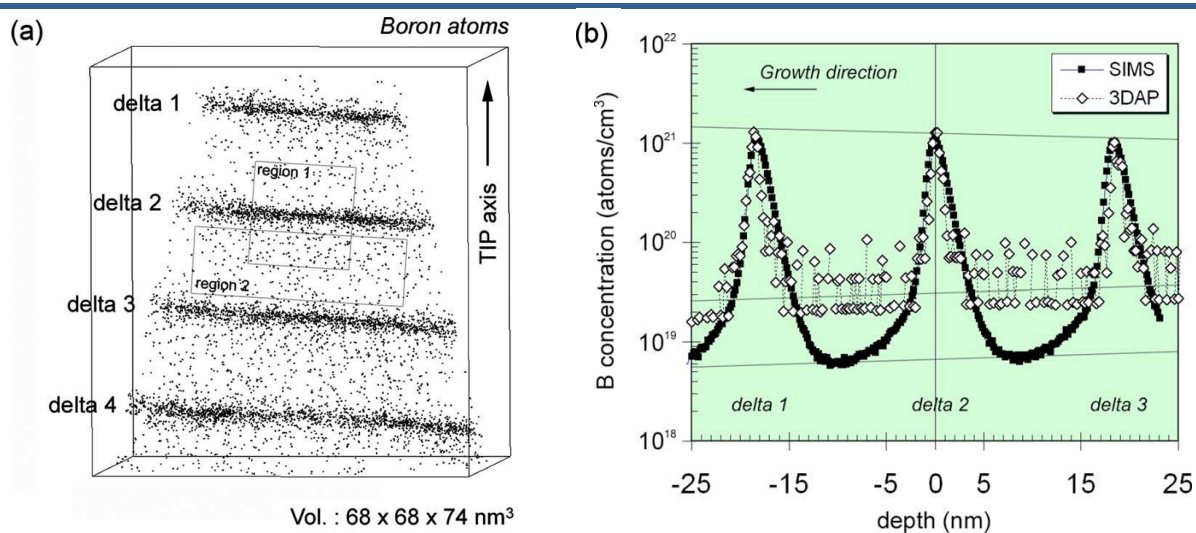 (a)
Boron atoms
delta 1
region 1
delta 2
TIP axis
region 2
delta 3
delta 4
Vol. : 68 x 68 x 74 nm³
(b)
B concentration (atoms/cm³)
10²²
10²¹
10²⁰
10¹⁹
10¹⁸
Growth direction
SIMS
3DAP
delta 1
delta 2
delta 3
-25
-15
-5
0
5
15
25
depth (nm)